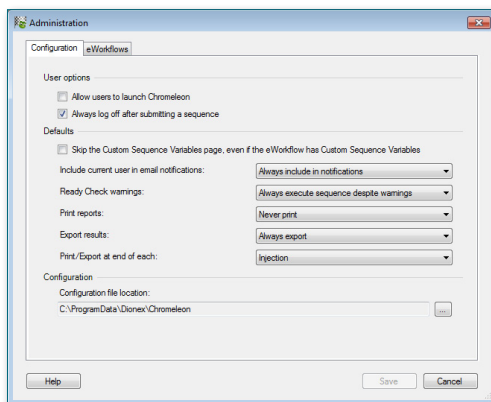 Administration
Configuration eWorkflows
User options
Allow users to launch Chromeleon
Always log off after submitting a sequence
Defaults
Skip the Custom Sequence Variables page, even if the eWorkflow has Custom Sequence Variables
Include current user in email notifications: Always include in notifications
Ready Check warnings: Always execute sequence despite warnings
Print reports: Never print
Export results: Always export
Print/Export at end of each: Injection
Configuration
Configuration file location:
C:\ProgramData\Dionex\Chromeleon ...
Help Save Cancel